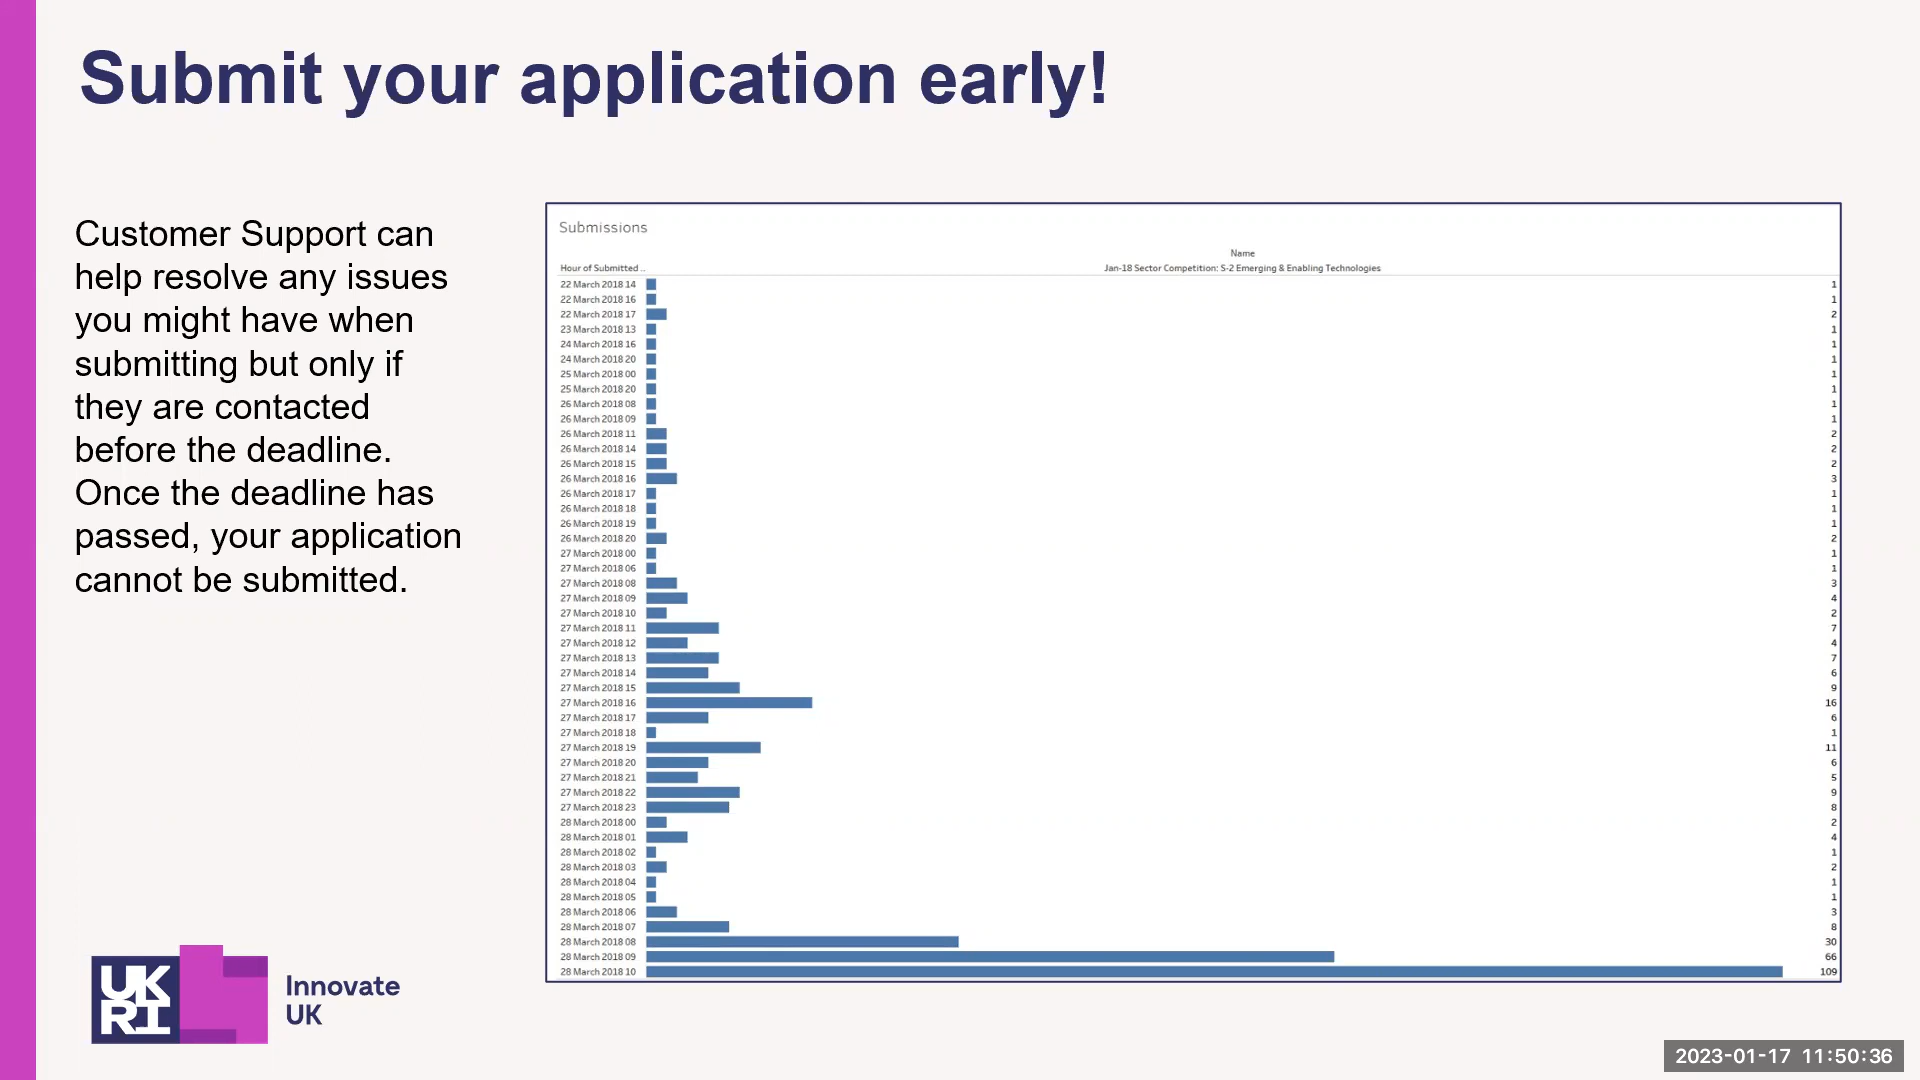 Submit your application early!
Customer Support can
help resolve any issues
you might have when
submitting but only if
they are contacted
before the deadline.
Once the deadline has
passed, your application
cannot be submitted.
Submissions
Name
Hour of Submitted .. Jan-18 Sector Competition: S-2 Emerging & Enabling Technologies
22 March 2018 14 1
22 March 2018 16 1
22 March 2018 17 2
23 March 2018 13 1
24 March 2018 16 1
24 March 2018 20 1
25 March 2018 00 1
25 March 2018 20 1
26 March 2018 08 1
26 March 2018 09 1
26 March 2018 11 2
26 March 2018 14 2
26 March 2018 15 2
26 March 2018 16 3
26 March 2018 17 1
26 March 2018 18 1
26 March 2018 19 1
26 March 2018 20 2
27 March 2018 00 1
27 March 2018 06 1
27 March 2018 08 3
27 March 2018 09 4
27 March 2018 10 2
27 March 2018 11 7
27 March 2018 12 4
27 March 2018 13 7
27 March 2018 14 6
27 March 2018 15 9
27 March 2018 16 16
27 March 2018 17 6
27 March 2018 18 1
27 March 2018 19 11
27 March 2018 20 6
27 March 2018 21 5
27 March 2018 22 9
27 March 2018 23 8
28 March 2018 00 2
28 March 2018 01 4
28 March 2018 02 1
28 March 2018 03 2
28 March 2018 04 1
28 March 2018 05 1
28 March 2018 06 3
28 March 2018 07 8
28 March 2018 08 30
28 March 2018 09 66
28 March 2018 10 109
UK
RI
Innovate
UK
2023-01-17 11:50:36